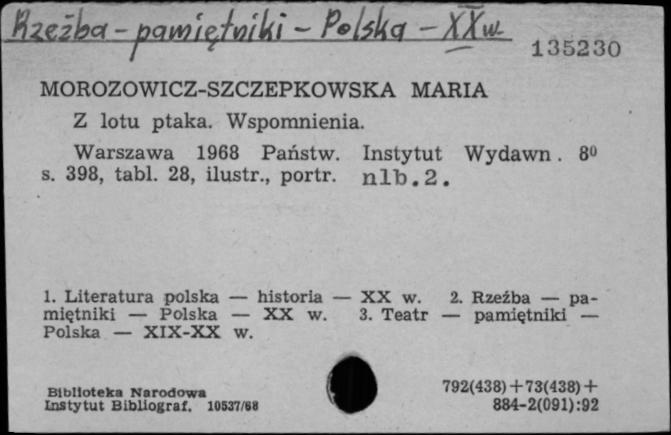 Rzeźba – pamiętniki – Polska – XX w.
135230
MOROZOWICZ-SZCZEPKOWSKA MARIA
Z lotu ptaka. Wspomnienia.
Warszawa 1968 Państw. Instytut Wydawn. 8⁰
s. 398, tabl. 28, ilustr., portr. nlb.2.
1. Literatura polska — historia — XX w. 2. Rzeźba — pa-
miętniki — Polska — XX w. 3. Teatr — pamiętniki —
Polska — XIX-XX w.
Biblioteka Narodowa
Instytut Bibliograf. 10537/68
792(438)+73(438)+
884-2(091):92